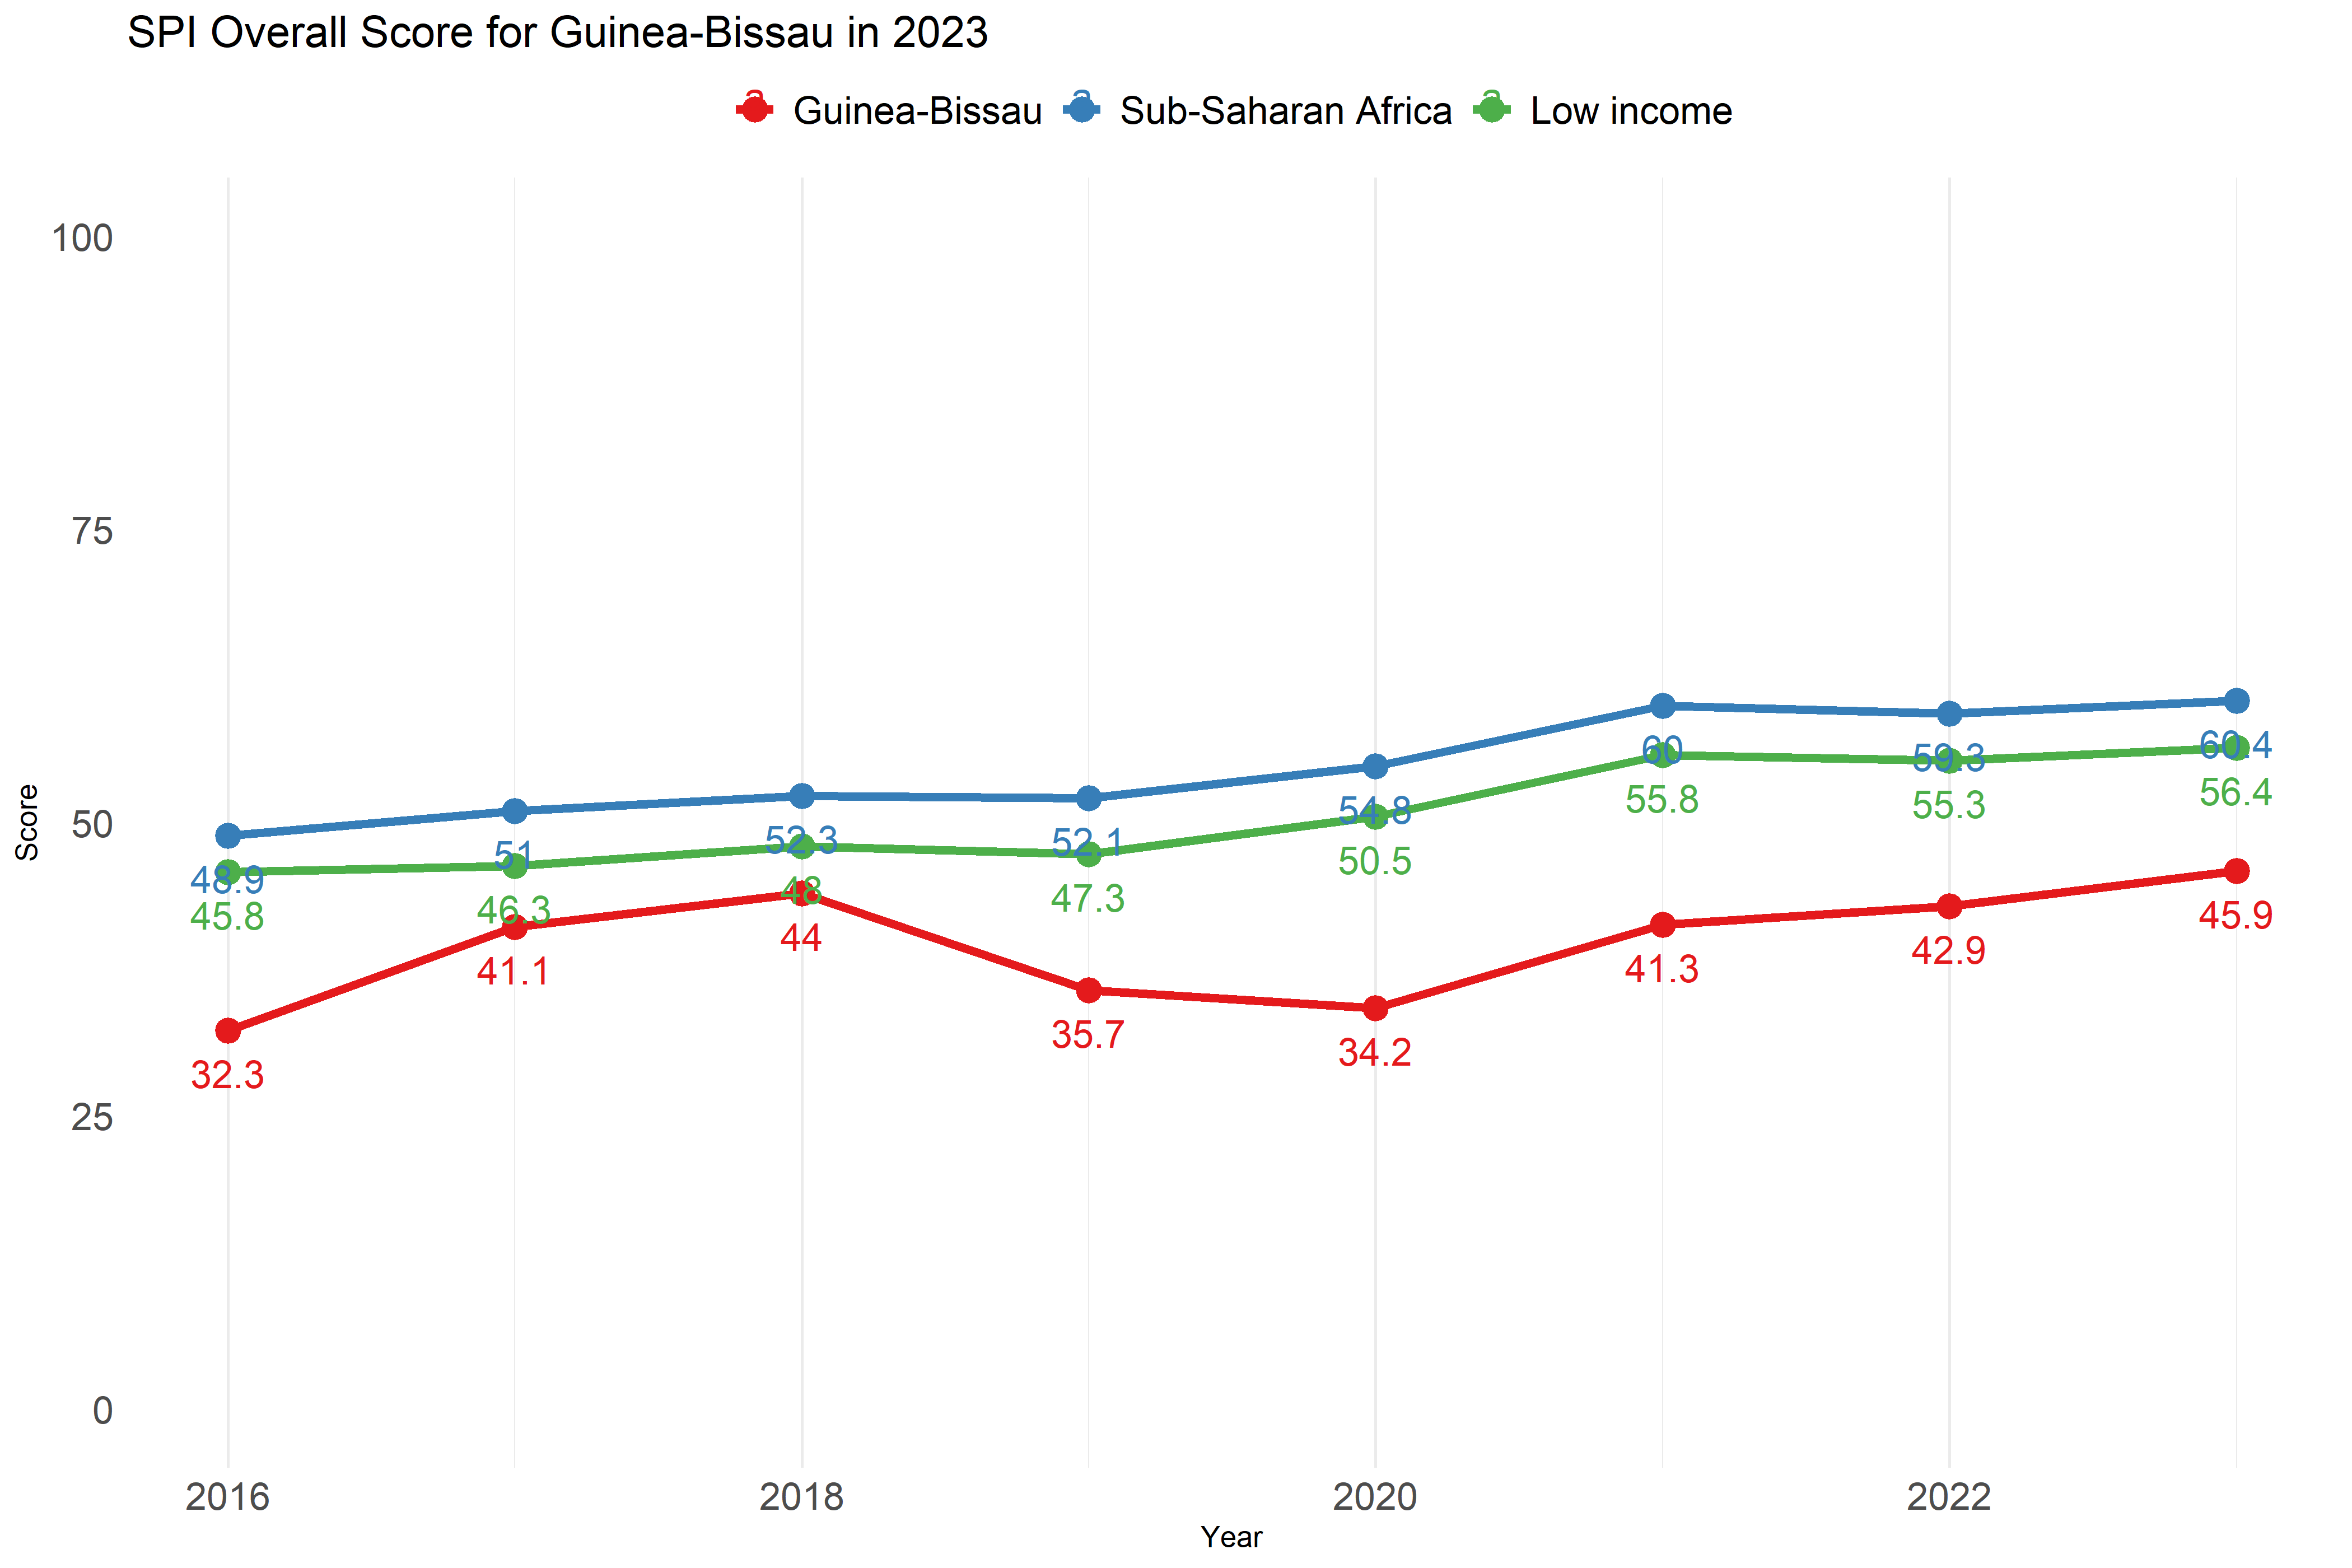 SPI Overall Score for Guinea-Bissau in 2023
Guinea-Bissau Sub-Saharan Africa Low income
100
75
50
25
0
Score
48.9 51 52.3 52.1 54.8 60 59.3 60.4
45.8 46.3 48 47.3 50.5 55.8 55.3 56.4
32.3 41.1 44 35.7 34.2 41.3 42.9 45.9
2016 2018 2020 2022
Year